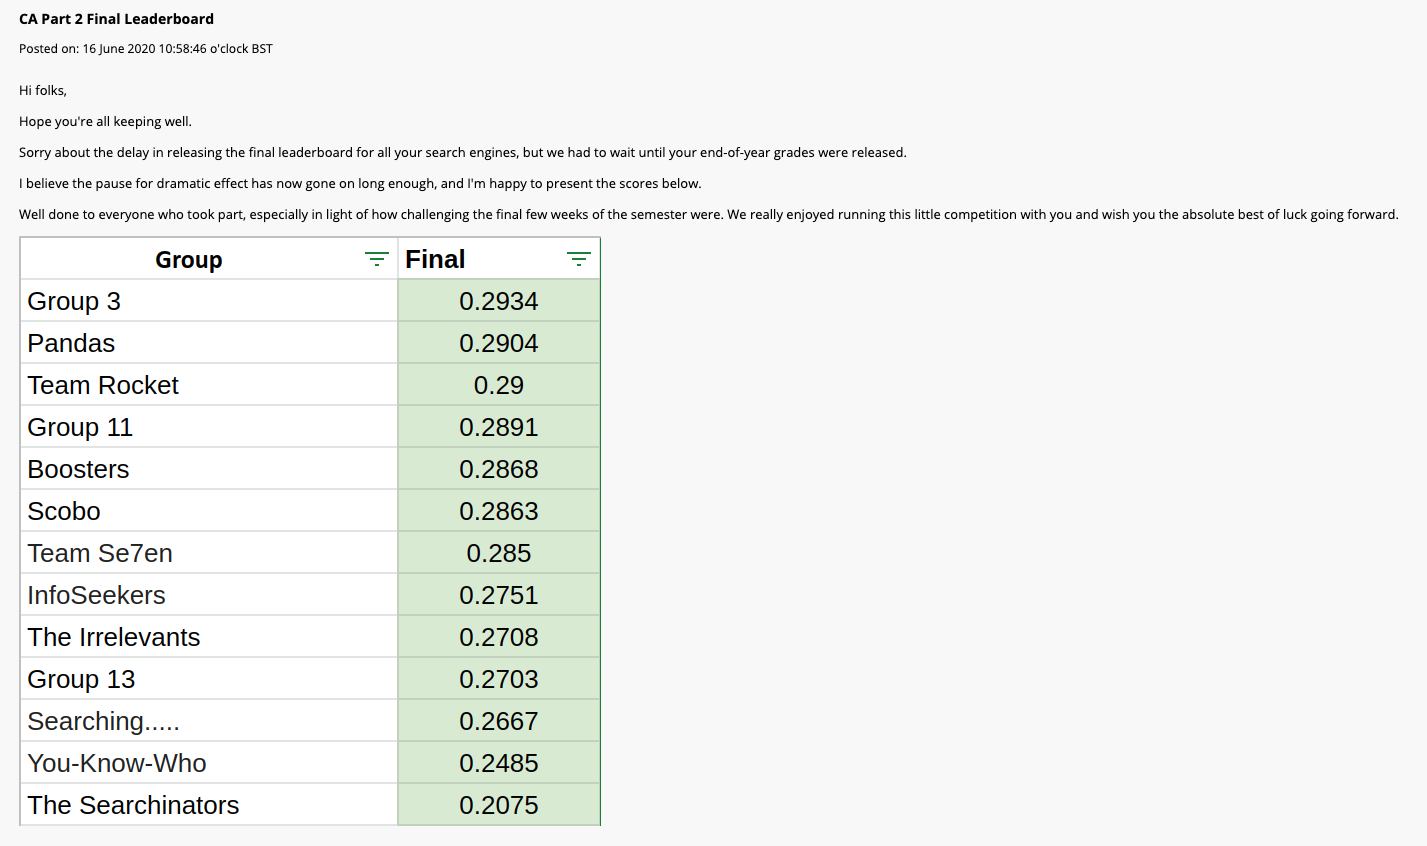 CA Part 2 Final Leaderboard
Posted on: 16 June 2020 10:58:46 o'clock BST
Hi folks,
Hope you're all keeping well.
Sorry about the delay in releasing the final leaderboard for all your search engines, but we had to wait until your end-of-year grades were released.
I believe the pause for dramatic effect has now gone on long enough, and I'm happy to present the scores below.
Well done to everyone who took part, especially in light of how challenging the final few weeks of the semester were. We really enjoyed running this little competition with you and wish you the absolute best of luck going forward.
Group Final
Group 3 0.2934
Pandas 0.2904
Team Rocket 0.29
Group 11 0.2891
Boosters 0.2868
Scobo 0.2863
Team Se7en 0.285
InfoSeekers 0.2751
The Irrelevants 0.2708
Group 13 0.2703
Searching..... 0.2667
You-Know-Who 0.2485
The Searchinators 0.2075